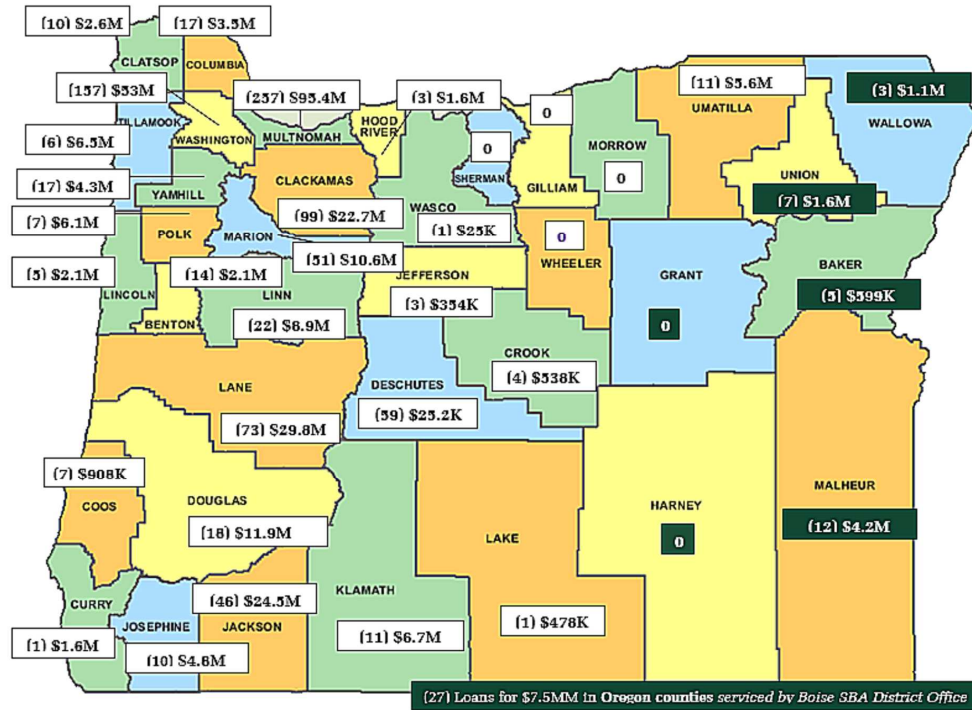 (10) $2.6M
(17) $3.5M
CLATSOP
COLUMBIA
(157) $53M
(257) $95.4M
(3) $1.6M
(11) $5.6M
(3) $1.1M
TILLAMOOK
WASHINGTON
MULTNOMAH
HOOD
RIVER
0
UMATILLA
WALLOWA
(6) $6.5M
0
MORROW
(17) $4.3M
YAMHILL
CLACKAMAS
SHERMAN
GILLIAM
0
UNION
(7) $1.6M
(7) $6.1M
POLK
MARION
(99) $22.7M
WASCO
(1) $25K
0
WHEELER
(5) $2.1M
(14) $2.1M
(51) $10.6M
JEFFERSON
GRANT
BAKER
LINCOLN
LINN
(3) $354K
(5) $599K
BENTON
(22) $6.9M
0
CROOK
LANE
DESCHUTES
(4) $538K
(59) $25.2K
(73) $29.8M
(7) $908K
COOS
DOUGLAS
HARNEY
MALHEUR
(18) $11.9M
LAKE
0
(12) $4.2M
CURRY
(46) $24.5M
KLAMATH
JOSEPHINE
JACKSON
(1) $1.6M
(10) $4.8M
(11) $6.7M
(1) $478K
(27) Loans for $7.5MM in Oregon counties serviced by Boise SBA District Office